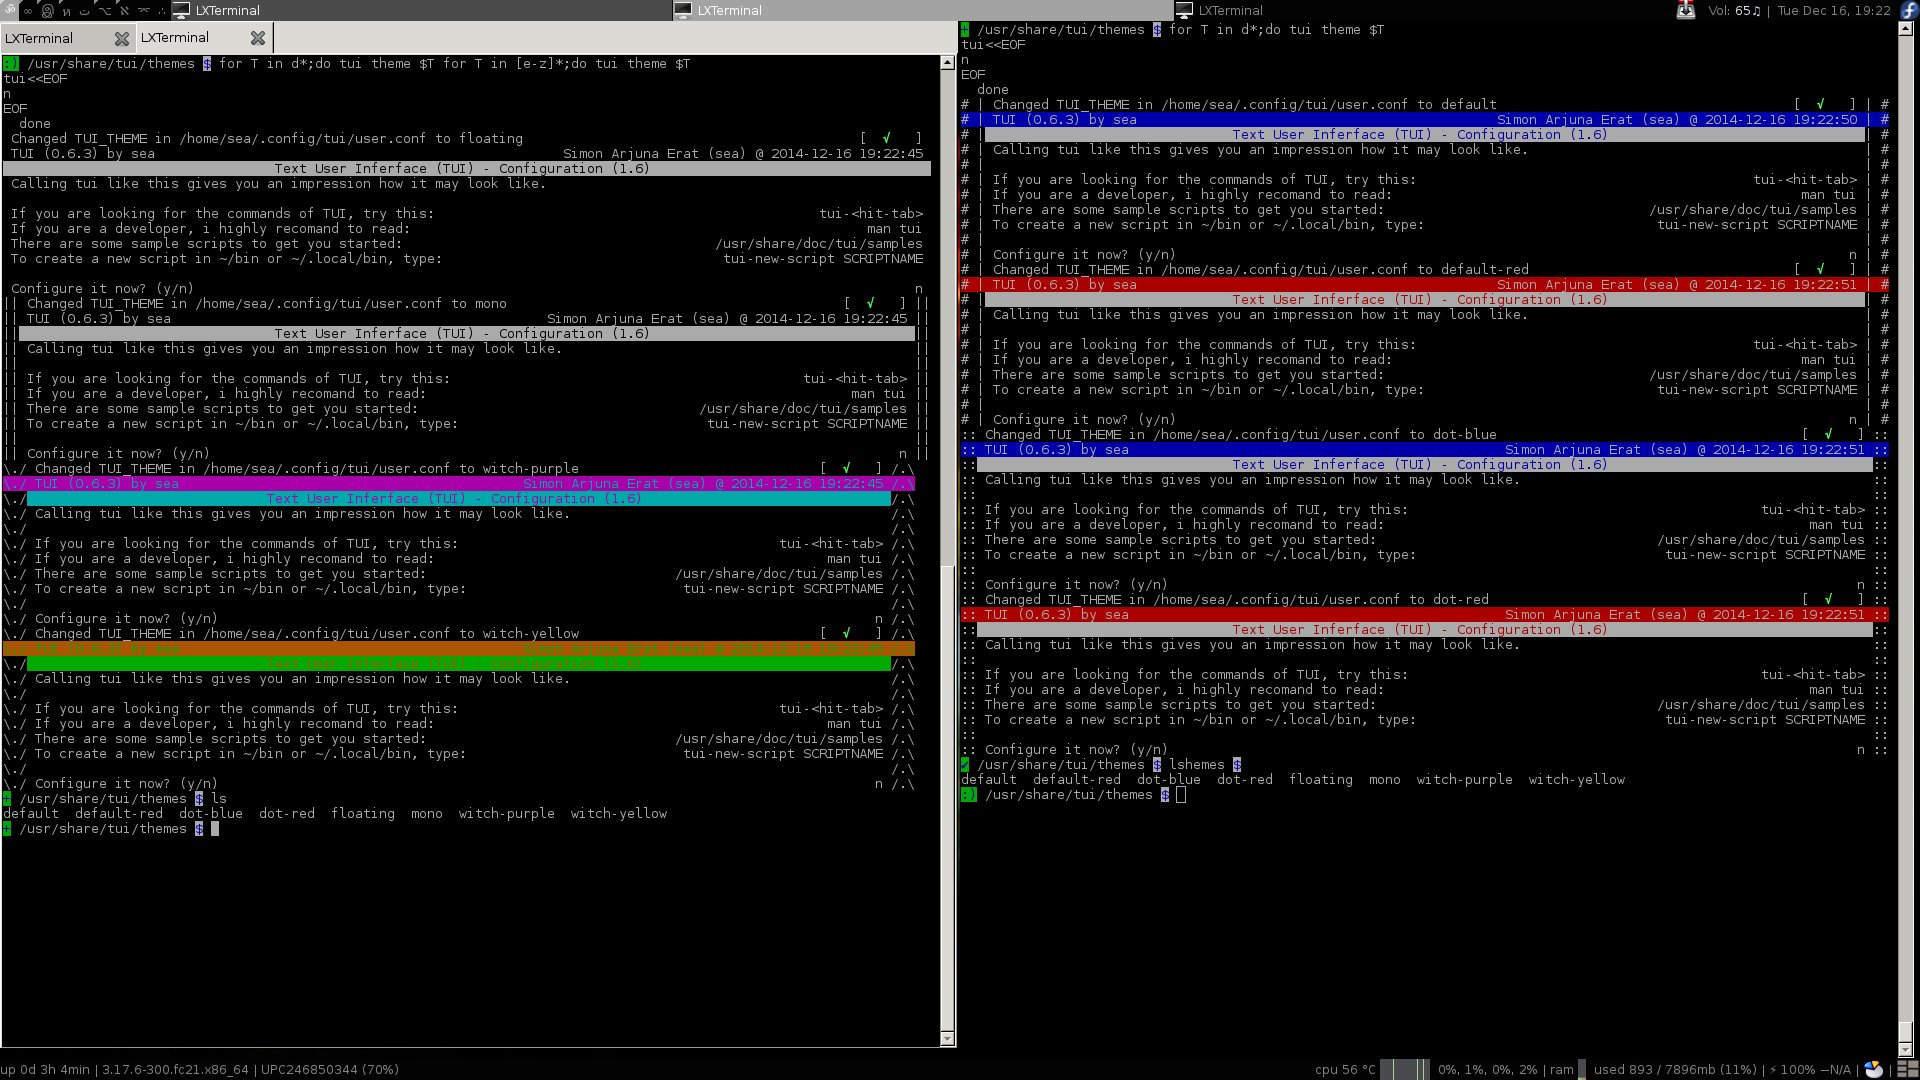 LXTerminal
LXTerminal
LXTerminal
Vol: 65♫ | Tue Dec 16, 19:22
LXTerminal
LXTerminal
:) /usr/share/tui/themes $ for T in d*;do tui theme $T for T in [e-z]*;do tui theme $T
tui<<EOF
n
EOF
done
Changed TUI_THEME in /home/sea/.config/tui/user.conf to floating [ √ ]
TUI (0.6.3) by sea Simon Arjuna Erat (sea) @ 2014-12-16 19:22:45
Text User Inferface (TUI) - Configuration (1.6)
Calling tui like this gives you an impression how it may look like.
If you are looking for the commands of TUI, try this: tui-<hit-tab>
If you are a developer, i highly recomand to read: man tui
There are some sample scripts to get you started: /usr/share/doc/tui/samples
To create a new script in ~/bin or ~/.local/bin, type: tui-new-script SCRIPTNAME
Configure it now? (y/n) n
|| Changed TUI_THEME in /home/sea/.config/tui/user.conf to mono [ √ ] ||
|| TUI (0.6.3) by sea Simon Arjuna Erat (sea) @ 2014-12-16 19:22:45 ||
|| Text User Inferface (TUI) - Configuration (1.6) ||
|| Calling tui like this gives you an impression how it may look like. ||
|| ||
|| If you are looking for the commands of TUI, try this: tui-<hit-tab> ||
|| If you are a developer, i highly recomand to read: man tui ||
|| There are some sample scripts to get you started: /usr/share/doc/tui/samples ||
|| To create a new script in ~/bin or ~/.local/bin, type: tui-new-script SCRIPTNAME ||
|| ||
|| Configure it now? (y/n) n ||
\./ Changed TUI_THEME in /home/sea/.config/tui/user.conf to witch-purple [ √ ] /.\
\./ TUI (0.6.3) by sea Simon Arjuna Erat (sea) @ 2014-12-16 19:22:45 /.\
\./ Text User Inferface (TUI) - Configuration (1.6) /.\
\./ Calling tui like this gives you an impression how it may look like. /.\
\./ /.\
\./ If you are looking for the commands of TUI, try this: tui-<hit-tab> /.\
\./ If you are a developer, i highly recomand to read: man tui /.\
\./ There are some sample scripts to get you started: /usr/share/doc/tui/samples /.\
\./ To create a new script in ~/bin or ~/.local/bin, type: tui-new-script SCRIPTNAME /.\
\./ /.\
\./ Configure it now? (y/n) n /.\
\./ Changed TUI_THEME in /home/sea/.config/tui/user.conf to witch-yellow [ √ ] /.\
\./ TUI (0.6.3) by sea Simon Arjuna Erat (sea) @ 2014-12-16 19:22:45 /.\
\./ Text User Inferface (TUI) - Configuration (1.6) /.\
\./ Calling tui like this gives you an impression how it may look like. /.\
\./ /.\
\./ If you are looking for the commands of TUI, try this: tui-<hit-tab> /.\
\./ If you are a developer, i highly recomand to read: man tui /.\
\./ There are some sample scripts to get you started: /usr/share/doc/tui/samples /.\
\./ To create a new script in ~/bin or ~/.local/bin, type: tui-new-script SCRIPTNAME /.\
\./ /.\
\./ Configure it now? (y/n) n /.\
+ /usr/share/tui/themes $ ls
default default-red dot-blue dot-red floating mono witch-purple witch-yellow
+ /usr/share/tui/themes $
+ /usr/share/tui/themes $ for T in d*;do tui theme $T
tui<<EOF
n
EOF
done
# | Changed TUI_THEME in /home/sea/.config/tui/user.conf to default [ √ ] | #
# | TUI (0.6.3) by sea Simon Arjuna Erat (sea) @ 2014-12-16 19:22:50 | #
# | Text User Inferface (TUI) - Configuration (1.6) | #
# | Calling tui like this gives you an impression how it may look like. | #
# | | #
# | If you are looking for the commands of TUI, try this: tui-<hit-tab> | #
# | If you are a developer, i highly recomand to read: man tui | #
# | There are some sample scripts to get you started: /usr/share/doc/tui/samples | #
# | To create a new script in ~/bin or ~/.local/bin, type: tui-new-script SCRIPTNAME | #
# | | #
# | Configure it now? (y/n) n | #
# | Changed TUI_THEME in /home/sea/.config/tui/user.conf to default-red [ √ ] | #
# | TUI (0.6.3) by sea Simon Arjuna Erat (sea) @ 2014-12-16 19:22:51 | #
# | Text User Inferface (TUI) - Configuration (1.6) | #
# | Calling tui like this gives you an impression how it may look like. | #
# | | #
# | If you are looking for the commands of TUI, try this: tui-<hit-tab> | #
# | If you are a developer, i highly recomand to read: man tui | #
# | There are some sample scripts to get you started: /usr/share/doc/tui/samples | #
# | To create a new script in ~/bin or ~/.local/bin, type: tui-new-script SCRIPTNAME | #
# | | #
# | Configure it now? (y/n) n | #
:: Changed TUI_THEME in /home/sea/.config/tui/user.conf to dot-blue [ √ ] ::
:: TUI (0.6.3) by sea Simon Arjuna Erat (sea) @ 2014-12-16 19:22:51 ::
:: Text User Inferface (TUI) - Configuration (1.6) ::
:: Calling tui like this gives you an impression how it may look like. ::
:: ::
:: If you are looking for the commands of TUI, try this: tui-<hit-tab> ::
:: If you are a developer, i highly recomand to read: man tui ::
:: There are some sample scripts to get you started: /usr/share/doc/tui/samples ::
:: To create a new script in ~/bin or ~/.local/bin, type: tui-new-script SCRIPTNAME ::
:: ::
:: Configure it now? (y/n) n ::
:: Changed TUI_THEME in /home/sea/.config/tui/user.conf to dot-red [ √ ] ::
:: TUI (0.6.3) by sea Simon Arjuna Erat (sea) @ 2014-12-16 19:22:51 ::
:: Text User Inferface (TUI) - Configuration (1.6) ::
:: Calling tui like this gives you an impression how it may look like. ::
:: ::
:: If you are looking for the commands of TUI, try this: tui-<hit-tab> ::
:: If you are a developer, i highly recomand to read: man tui ::
:: There are some sample scripts to get you started: /usr/share/doc/tui/samples ::
:: To create a new script in ~/bin or ~/.local/bin, type: tui-new-script SCRIPTNAME ::
:: ::
:: Configure it now? (y/n) n ::
✔ /usr/share/tui/themes $ lshemes $
default default-red dot-blue dot-red floating mono witch-purple witch-yellow
:) /usr/share/tui/themes $
up 0d 3h 4min | 3.17.6-300.fc21.x86_64 | UPC246850344 (70%)
cpu 56 °C 0%, 1%, 0%, 2% | ram used 893 / 7896mb (11%) | ⚡ 100% ~N/A |